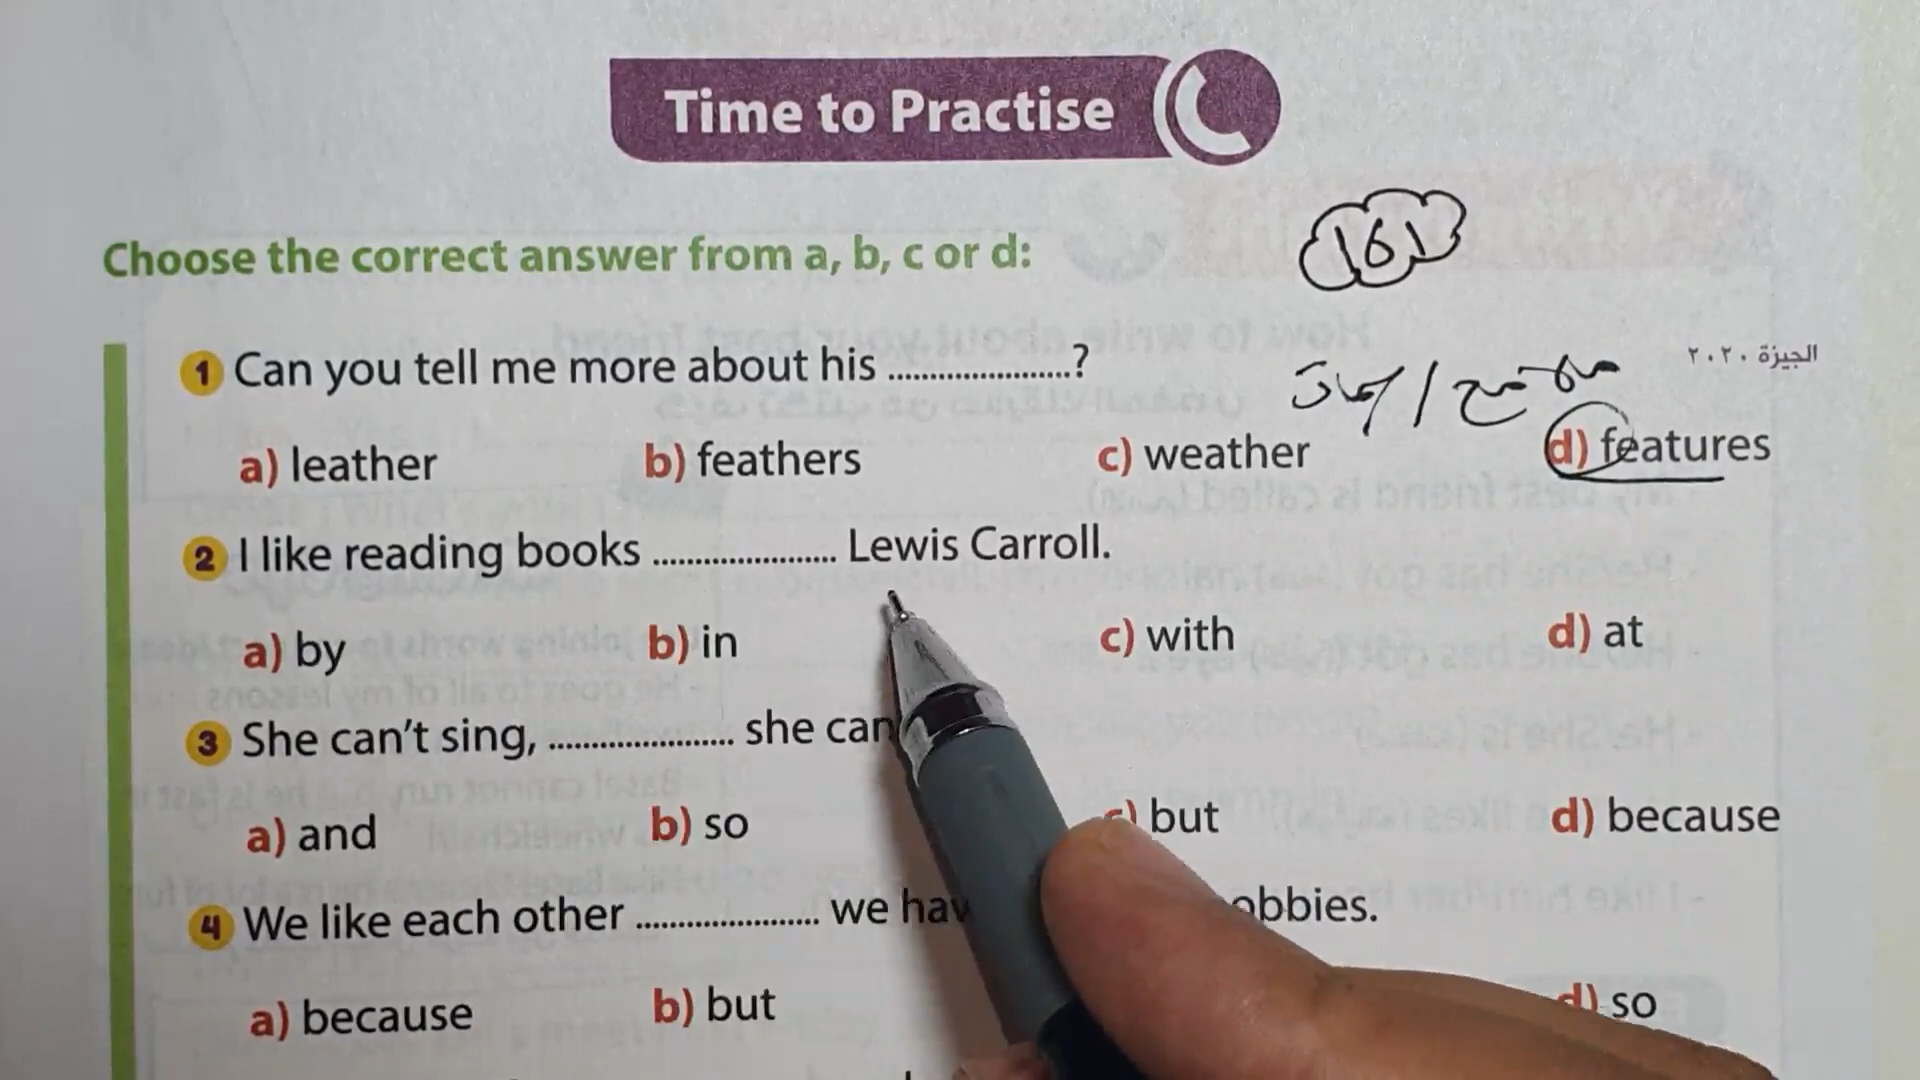 Time to Practise
Choose the correct answer from a, b, c or d:
161
1 Can you tell me more about his ......................?
ملامح / سمات
الجيزة ٢٠٢٠
a) leather b) feathers c) weather d) features
2 I like reading books ...................... Lewis Carroll.
a) by b) in c) with d) at
3 She can't sing, ...................... she can
a) and b) so c) but d) because
4 We like each other ...................... we hav obbies.
a) because b) but d) so